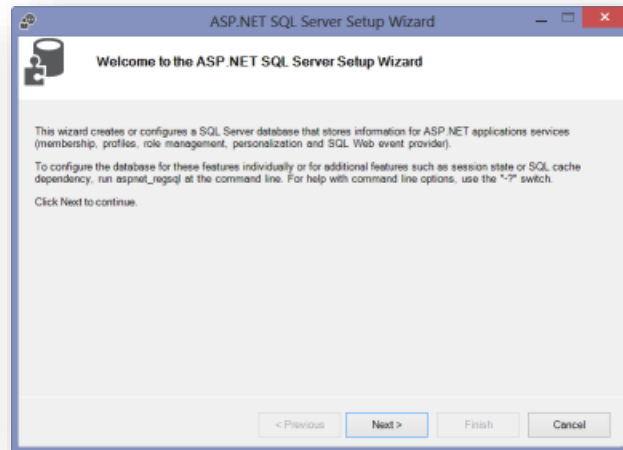 ASP.NET SQL Server Setup Wizard
Welcome to the ASP.NET SQL Server Setup Wizard
This wizard creates or configures a SQL Server database that stores information for ASP.NET applications services
(membership, profiles, role management, personalization and SQL Web event provider).
To configure the database for these features individually or for additional features such as session state or SQL cache
dependency, run aspnet_regsql at the command line. For help with command line options, use the "-?" switch.
Click Next to continue.
< Previous Next > Finish Cancel